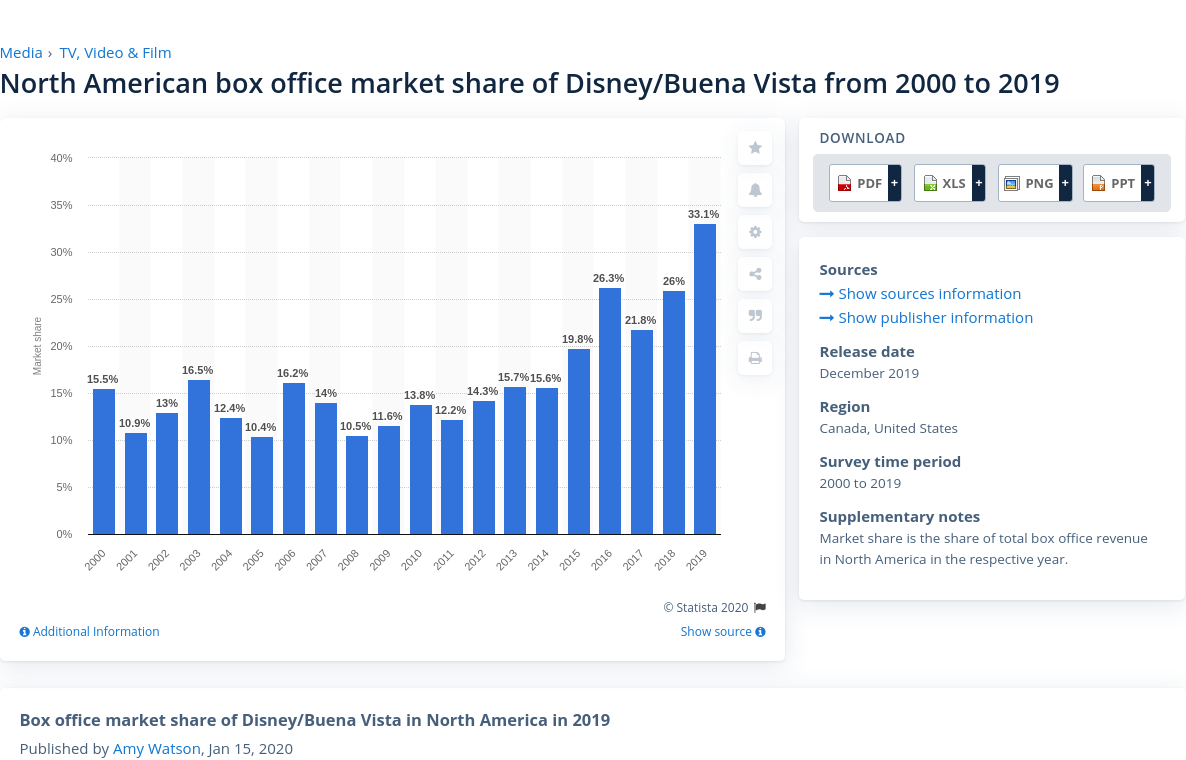 Media › TV, Video & Film
North American box office market share of Disney/Buena Vista from 2000 to 2019
40%
35%
30%
25%
20%
15%
10%
5%
0%
Market share
15.5%
10.9%
13%
16.5%
12.4%
10.4%
16.2%
14%
10.5%
11.6%
13.8%
12.2%
14.3%
15.7%
15.6%
19.8%
26.3%
21.8%
26%
33.1%
2000
2001
2002
2003
2004
2005
2006
2007
2008
2009
2010
2011
2012
2013
2014
2015
2016
2017
2018
2019
© Statista 2020
Additional Information
Show source
DOWNLOAD
PDF + XLS + PNG + PPT +
Sources
Show sources information
Show publisher information
Release date
December 2019
Region
Canada, United States
Survey time period
2000 to 2019
Supplementary notes
Market share is the share of total box office revenue
in North America in the respective year.
Box office market share of Disney/Buena Vista in North America in 2019
Published by Amy Watson, Jan 15, 2020